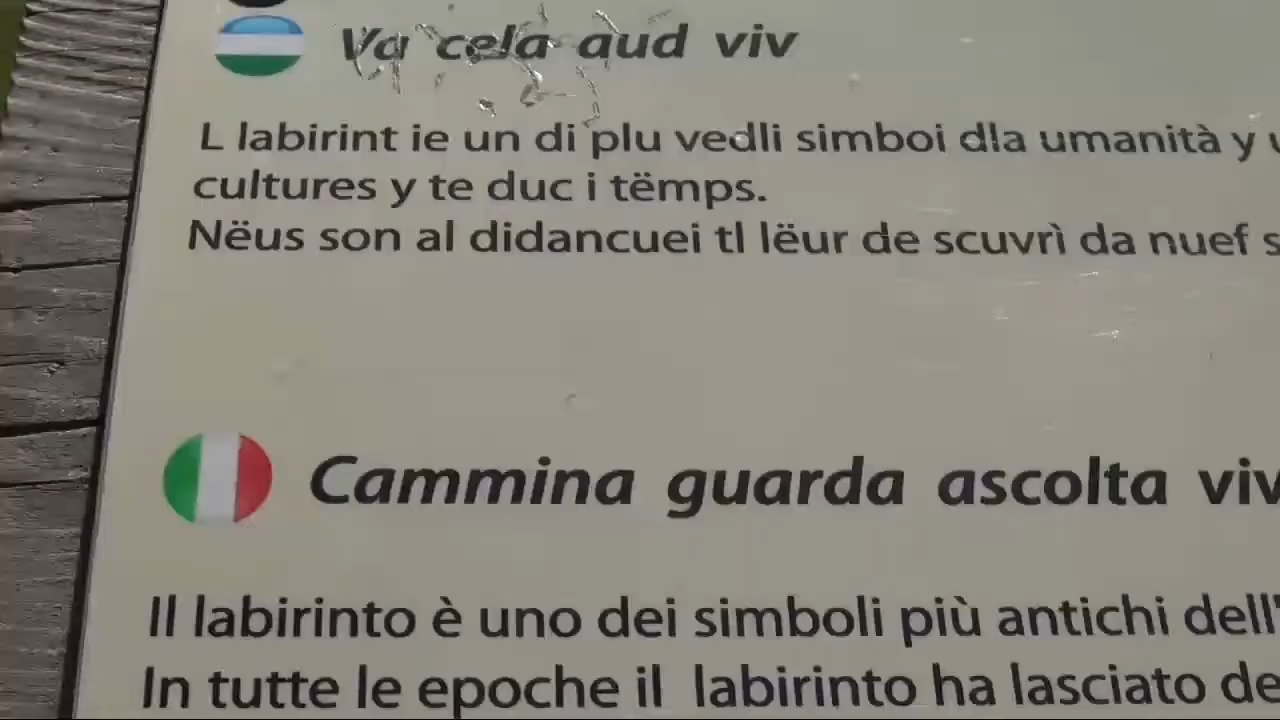 Va cela aud viv
L labirint ie un di plu vedli simboi dla umanità y
cultures y te duc i tëmps.
Nëus son al didancuei tl lëur de scuvrì da nuef
Cammina guarda ascolta viv
Il labirinto è uno dei simboli più antichi dell'
In tutte le epoche il labirinto ha lasciato de